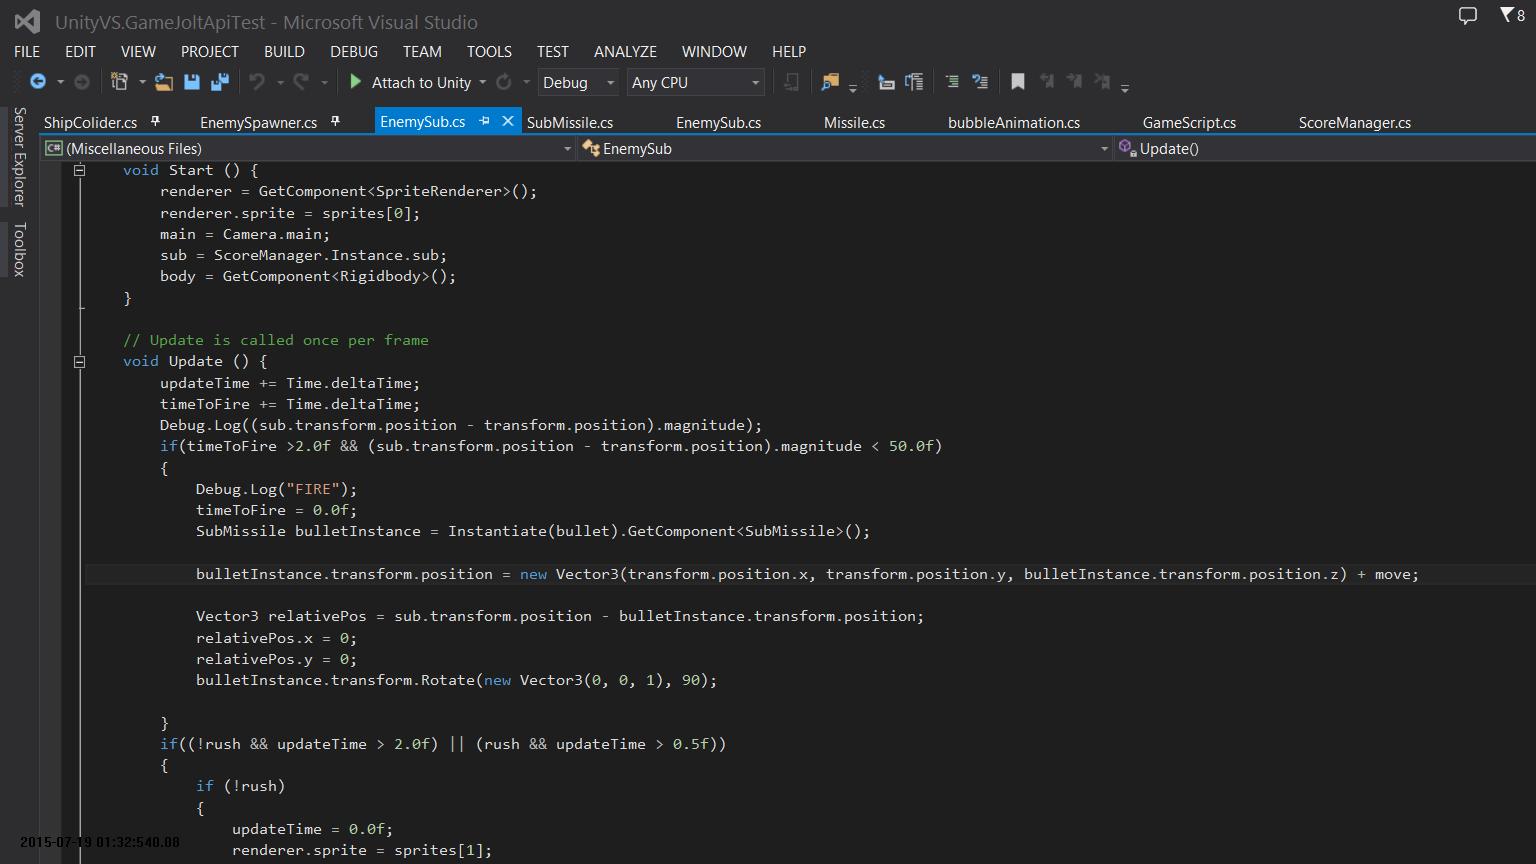 UnityVS.GameJoltApiTest - Microsoft Visual Studio
8
FILE EDIT VIEW PROJECT BUILD DEBUG TEAM TOOLS TEST ANALYZE WINDOW HELP
Attach to Unity Debug Any CPU
Server Explorer
Toolbox
ShipColider.cs EnemySpawner.cs EnemySub.cs SubMissile.cs EnemySub.cs Missile.cs bubbleAnimation.cs GameScript.cs ScoreManager.cs
C# (Miscellaneous Files) EnemySub Update()
void Start () {
renderer = GetComponent<SpriteRenderer>();
renderer.sprite = sprites[0];
main = Camera.main;
sub = ScoreManager.Instance.sub;
body = GetComponent<Rigidbody>();
}
// Update is called once per frame
void Update () {
updateTime += Time.deltaTime;
timeToFire += Time.deltaTime;
Debug.Log((sub.transform.position - transform.position).magnitude);
if(timeToFire >2.0f && (sub.transform.position - transform.position).magnitude < 50.0f)
{
Debug.Log("FIRE");
timeToFire = 0.0f;
SubMissile bulletInstance = Instantiate(bullet).GetComponent<SubMissile>();
bulletInstance.transform.position = new Vector3(transform.position.x, transform.position.y, bulletInstance.transform.position.z) + move;
Vector3 relativePos = sub.transform.position - bulletInstance.transform.position;
relativePos.x = 0;
relativePos.y = 0;
bulletInstance.transform.Rotate(new Vector3(0, 0, 1), 90);
}
if((!rush && updateTime > 2.0f) || (rush && updateTime > 0.5f))
{
if (!rush)
{
updateTime = 0.0f;
renderer.sprite = sprites[1];
2015-07-19 01:32:540.08